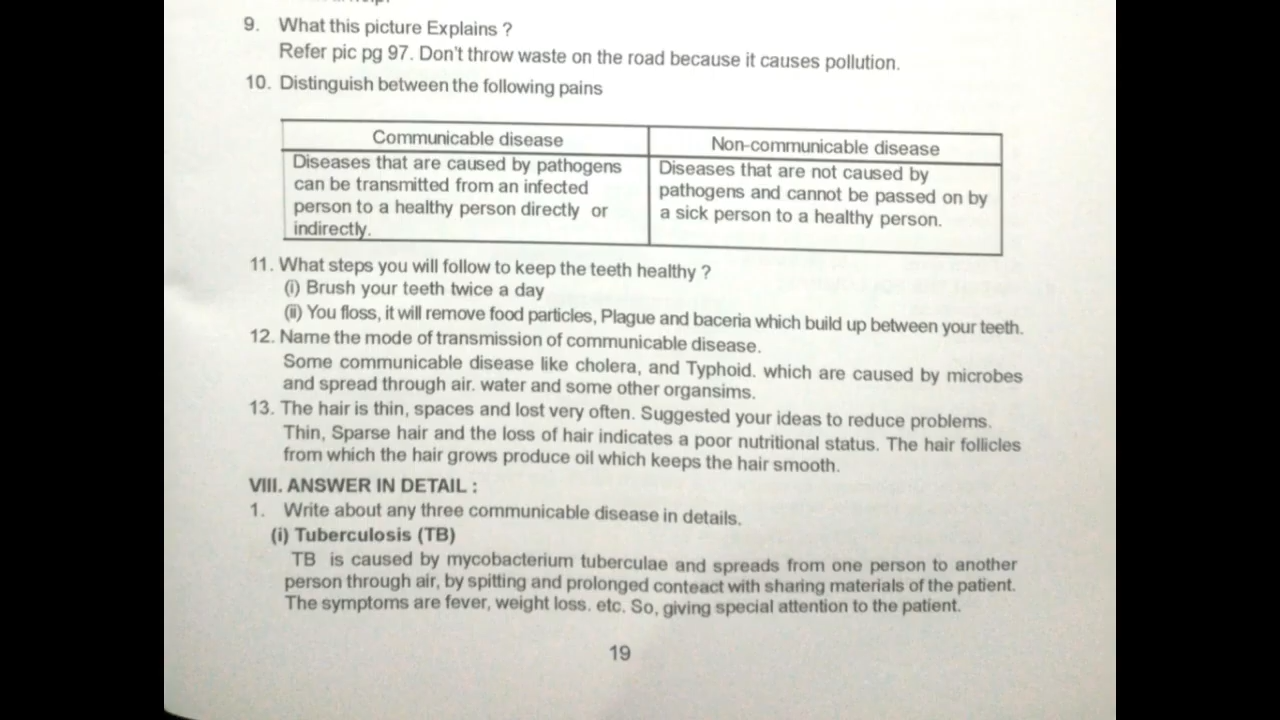 9. What this picture Explains ?
Refer pic pg 97. Don't throw waste on the road because it causes pollution.
10. Distinguish between the following pains
Communicable disease Non-communicable disease
Diseases that are caused by pathogens
can be transmitted from an infected
person to a healthy person directly or
indirectly.
Diseases that are not caused by
pathogens and cannot be passed on by
a sick person to a healthy person.
11. What steps you will follow to keep the teeth healthy ?
(i) Brush your teeth twice a day
(ii) You floss, it will remove food particles, Plague and baceria which build up between your teeth.
12. Name the mode of transmission of communicable disease.
Some communicable disease like cholera, and Typhoid. which are caused by microbes
and spread through air. water and some other organsims.
13. The hair is thin, spaces and lost very often. Suggested your ideas to reduce problems.
Thin, Sparse hair and the loss of hair indicates a poor nutritional status. The hair follicles
from which the hair grows produce oil which keeps the hair smooth.
VIII. ANSWER IN DETAIL :
1. Write about any three communicable disease in details.
(i) Tuberculosis (TB)
TB is caused by mycobacterium tuberculae and spreads from one person to another
person through air, by spitting and prolonged conteact with sharing materials of the patient.
The symptoms are fever, weight loss. etc. So, giving special attention to the patient.
19